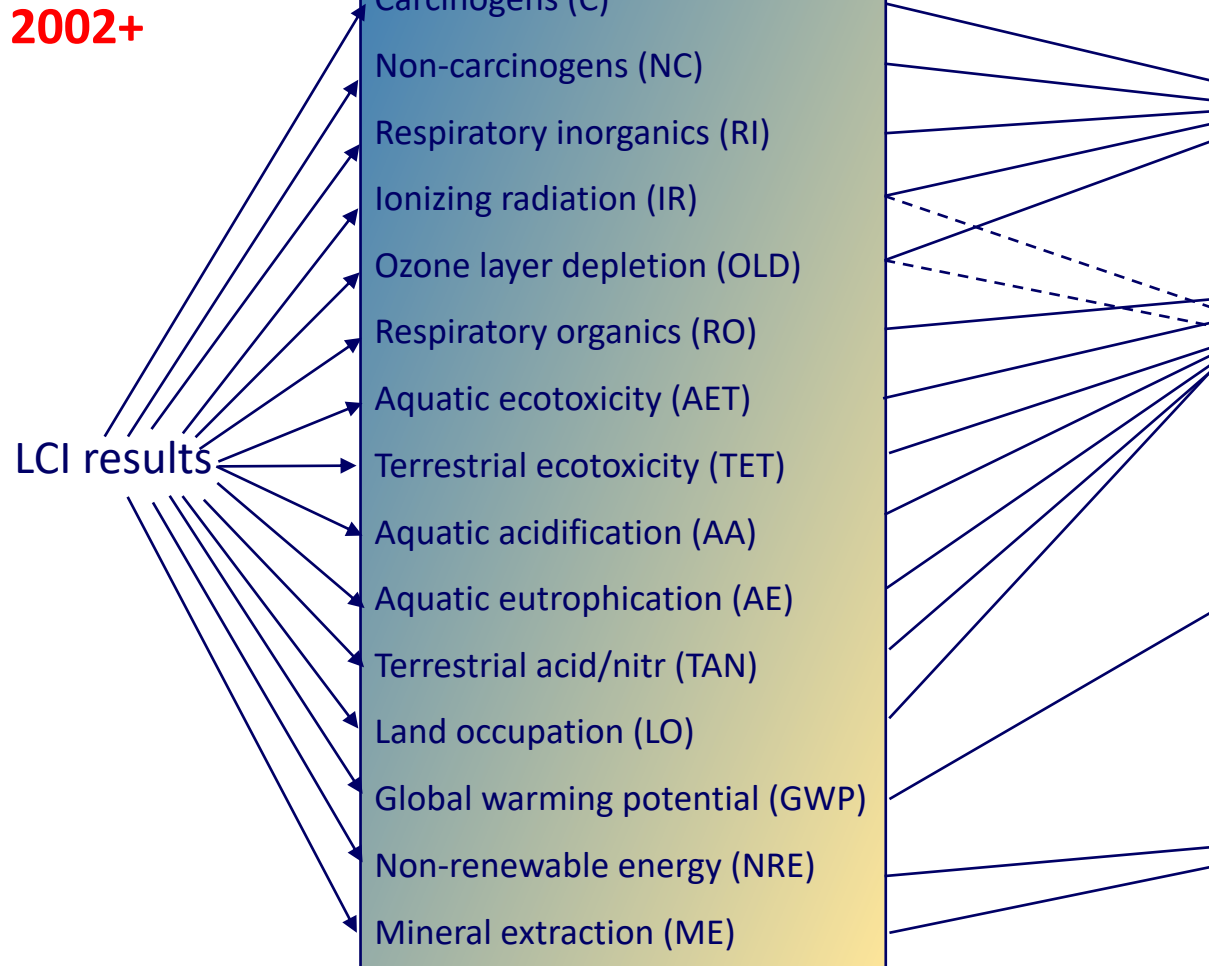 2002+
Carcinogens (C)
Non-carcinogens (NC)
Respiratory inorganics (RI)
Ionizing radiation (IR)
Ozone layer depletion (OLD)
Respiratory organics (RO)
Aquatic ecotoxicity (AET)
LCI results
Terrestrial ecotoxicity (TET)
Aquatic acidification (AA)
Aquatic eutrophication (AE)
Terrestrial acid/nitr (TAN)
Land occupation (LO)
Global warming potential (GWP)
Non-renewable energy (NRE)
Mineral extraction (ME)